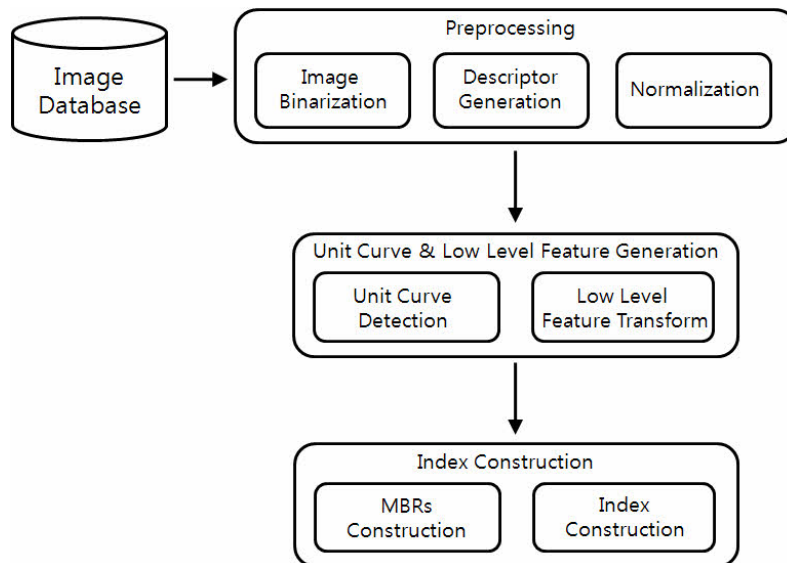 Image
Database
Preprocessing
Image
Binarization
Descriptor
Generation
Normalization
Unit Curve & Low Level Feature Generation
Unit Curve
Detection
Low Level
Feature Transform
Index Construction
MBRs
Construction
Index
Construction